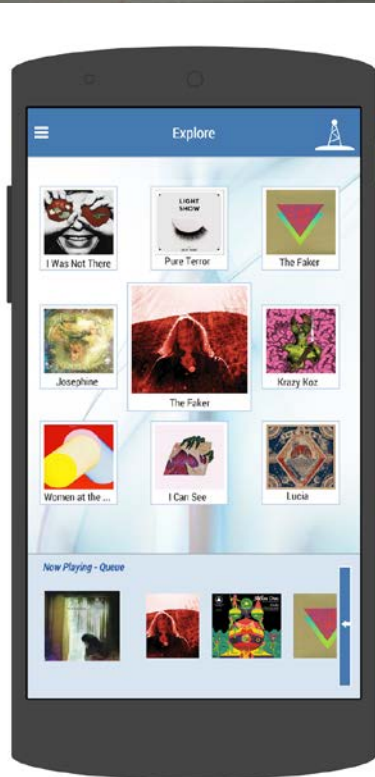 Explore
LIGHT
SHOW
I Was Not There
Pure Terror
The Faker
Josephine
The Faker
Krazy Koz
Women at the ...
I Can See
Lucia
Now Playing - Queue